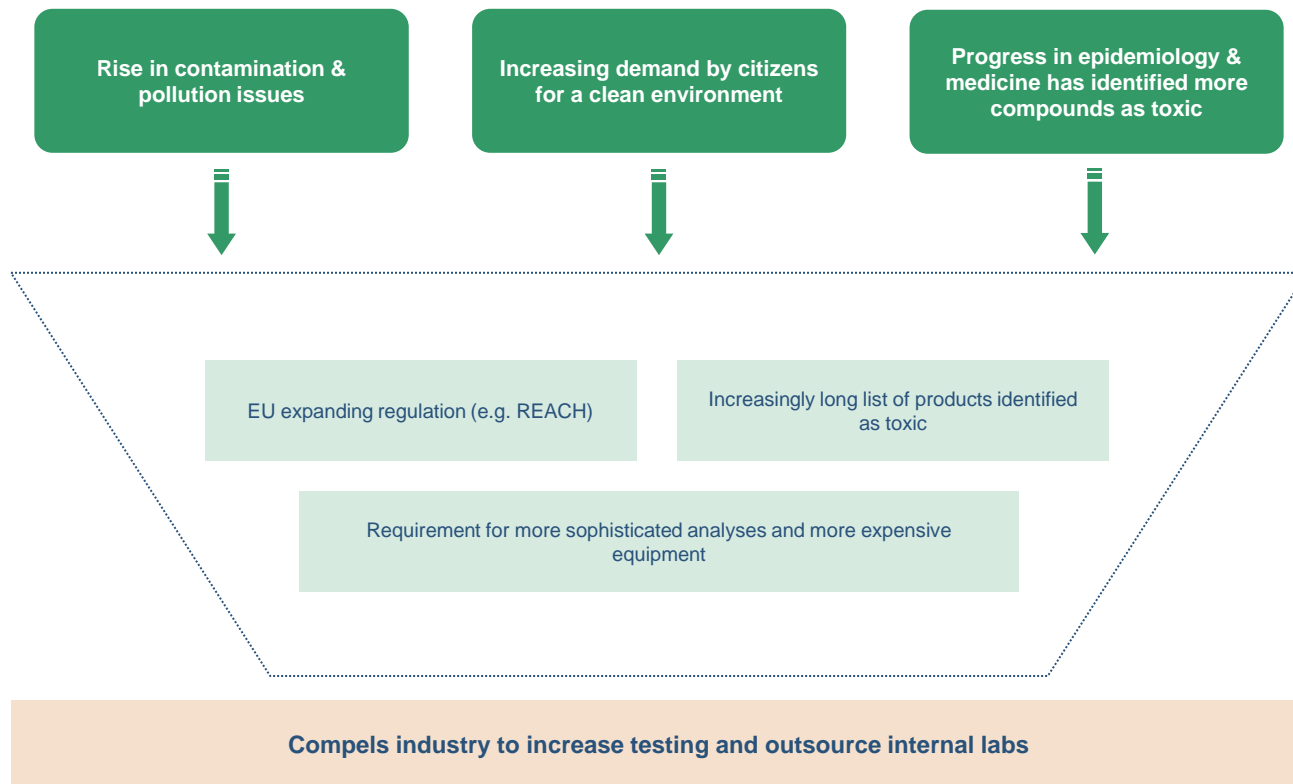 Rise in contamination &
pollution issues
Increasing demand by citizens
for a clean environment
Progress in epidemiology &
medicine has identified more
compounds as toxic
EU expanding regulation (e.g. REACH)
Increasingly long list of products identified
as toxic
Requirement for more sophisticated analyses and more expensive
equipment
Compels industry to increase testing and outsource internal labs